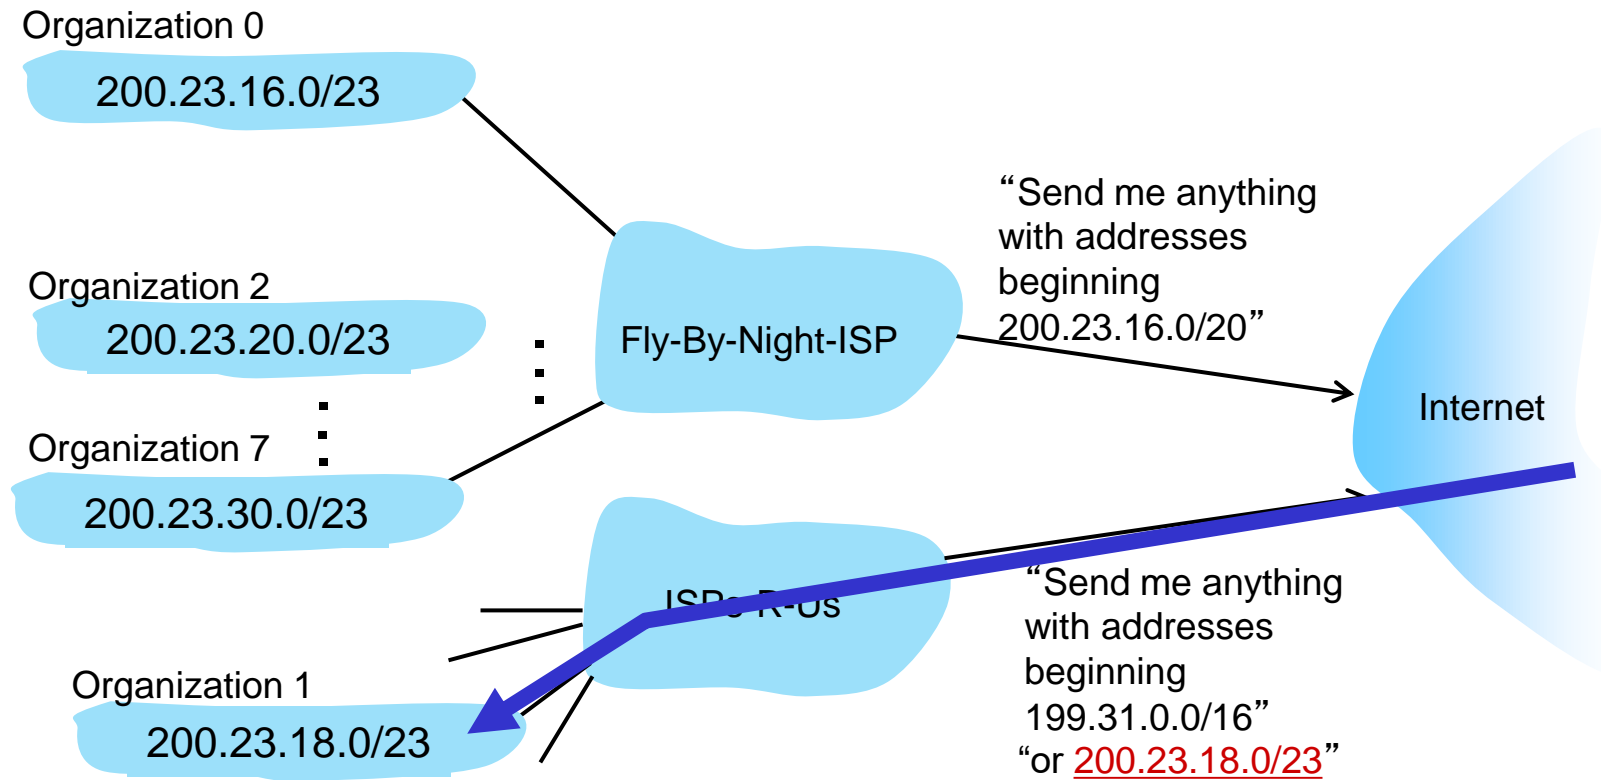 Organization 0
200.23.16.0/23
“Send me anything
with addresses
beginning
200.23.16.0/20”
Organization 2
200.23.20.0/23
Fly-By-Night-ISP
Internet
Organization 7
200.23.30.0/23
ISPs-R-Us
“Send me anything
with addresses
beginning
199.31.0.0/16”
“or 200.23.18.0/23”
Organization 1
200.23.18.0/23